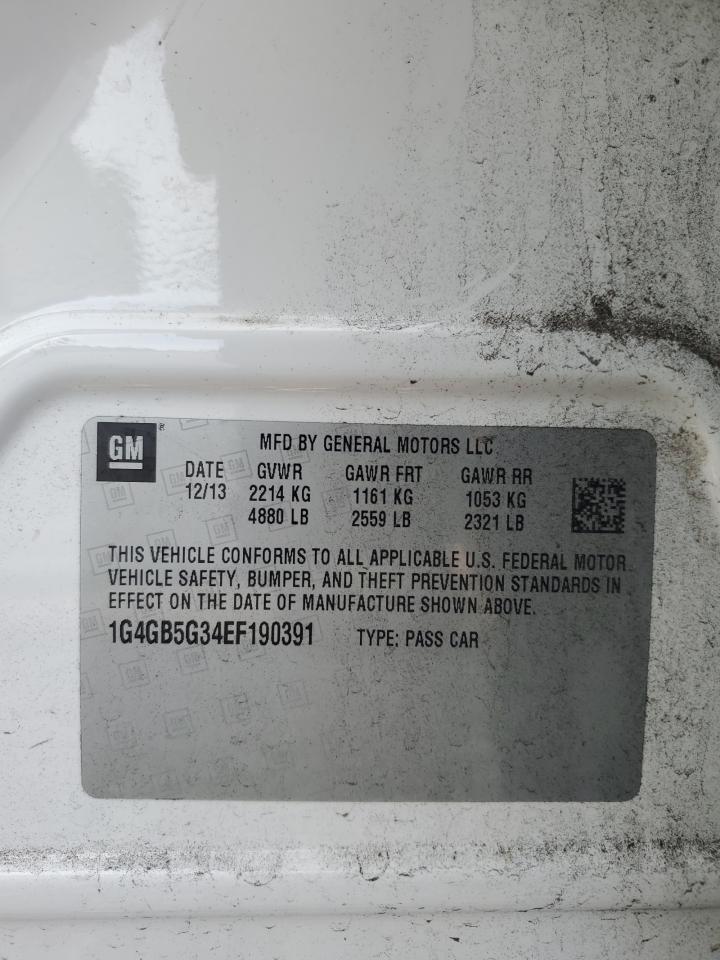 GM
MFD BY GENERAL MOTORS LLC
DATE GVWR GAWR FRT GAWR RR
12/13 2214 KG 1161 KG 1053 KG
4880 LB 2559 LB 2321 LB
THIS VEHICLE CONFORMS TO ALL APPLICABLE U.S. FEDERAL MOTOR
VEHICLE SAFETY, BUMPER, AND THEFT PREVENTION STANDARDS IN
EFFECT ON THE DATE OF MANUFACTURE SHOWN ABOVE.
1G4GB5G34EF190391 TYPE: PASS CAR